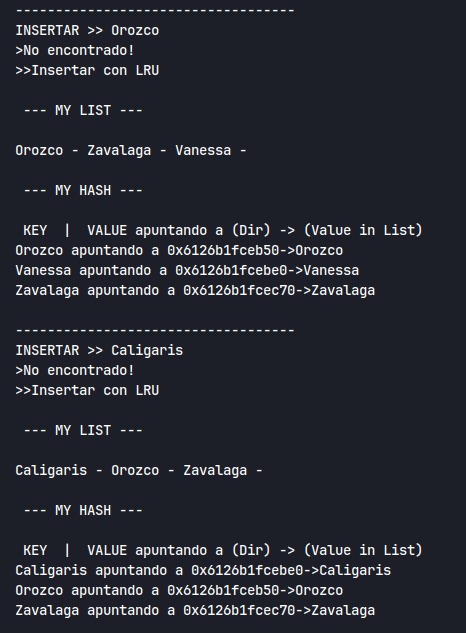 -----------------------------------
INSERTAR >> Orozco
>No encontrado!
>>Insertar con LRU
--- MY LIST ---
Orozco - Zavalaga - Vanessa -
--- MY HASH ---
KEY  |  VALUE apuntando a (Dir) -> (Value in List)
Orozco apuntando a 0x6126b1fceb50->Orozco
Vanessa apuntando a 0x6126b1fcebe0->Vanessa
Zavalaga apuntando a 0x6126b1fcec70->Zavalaga
-----------------------------------
INSERTAR >> Caligaris
>No encontrado!
>>Insertar con LRU
--- MY LIST ---
Caligaris - Orozco - Zavalaga -
--- MY HASH ---
KEY  |  VALUE apuntando a (Dir) -> (Value in List)
Caligaris apuntando a 0x6126b1fcebe0->Caligaris
Orozco apuntando a 0x6126b1fceb50->Orozco
Zavalaga apuntando a 0x6126b1fcec70->Zavalaga